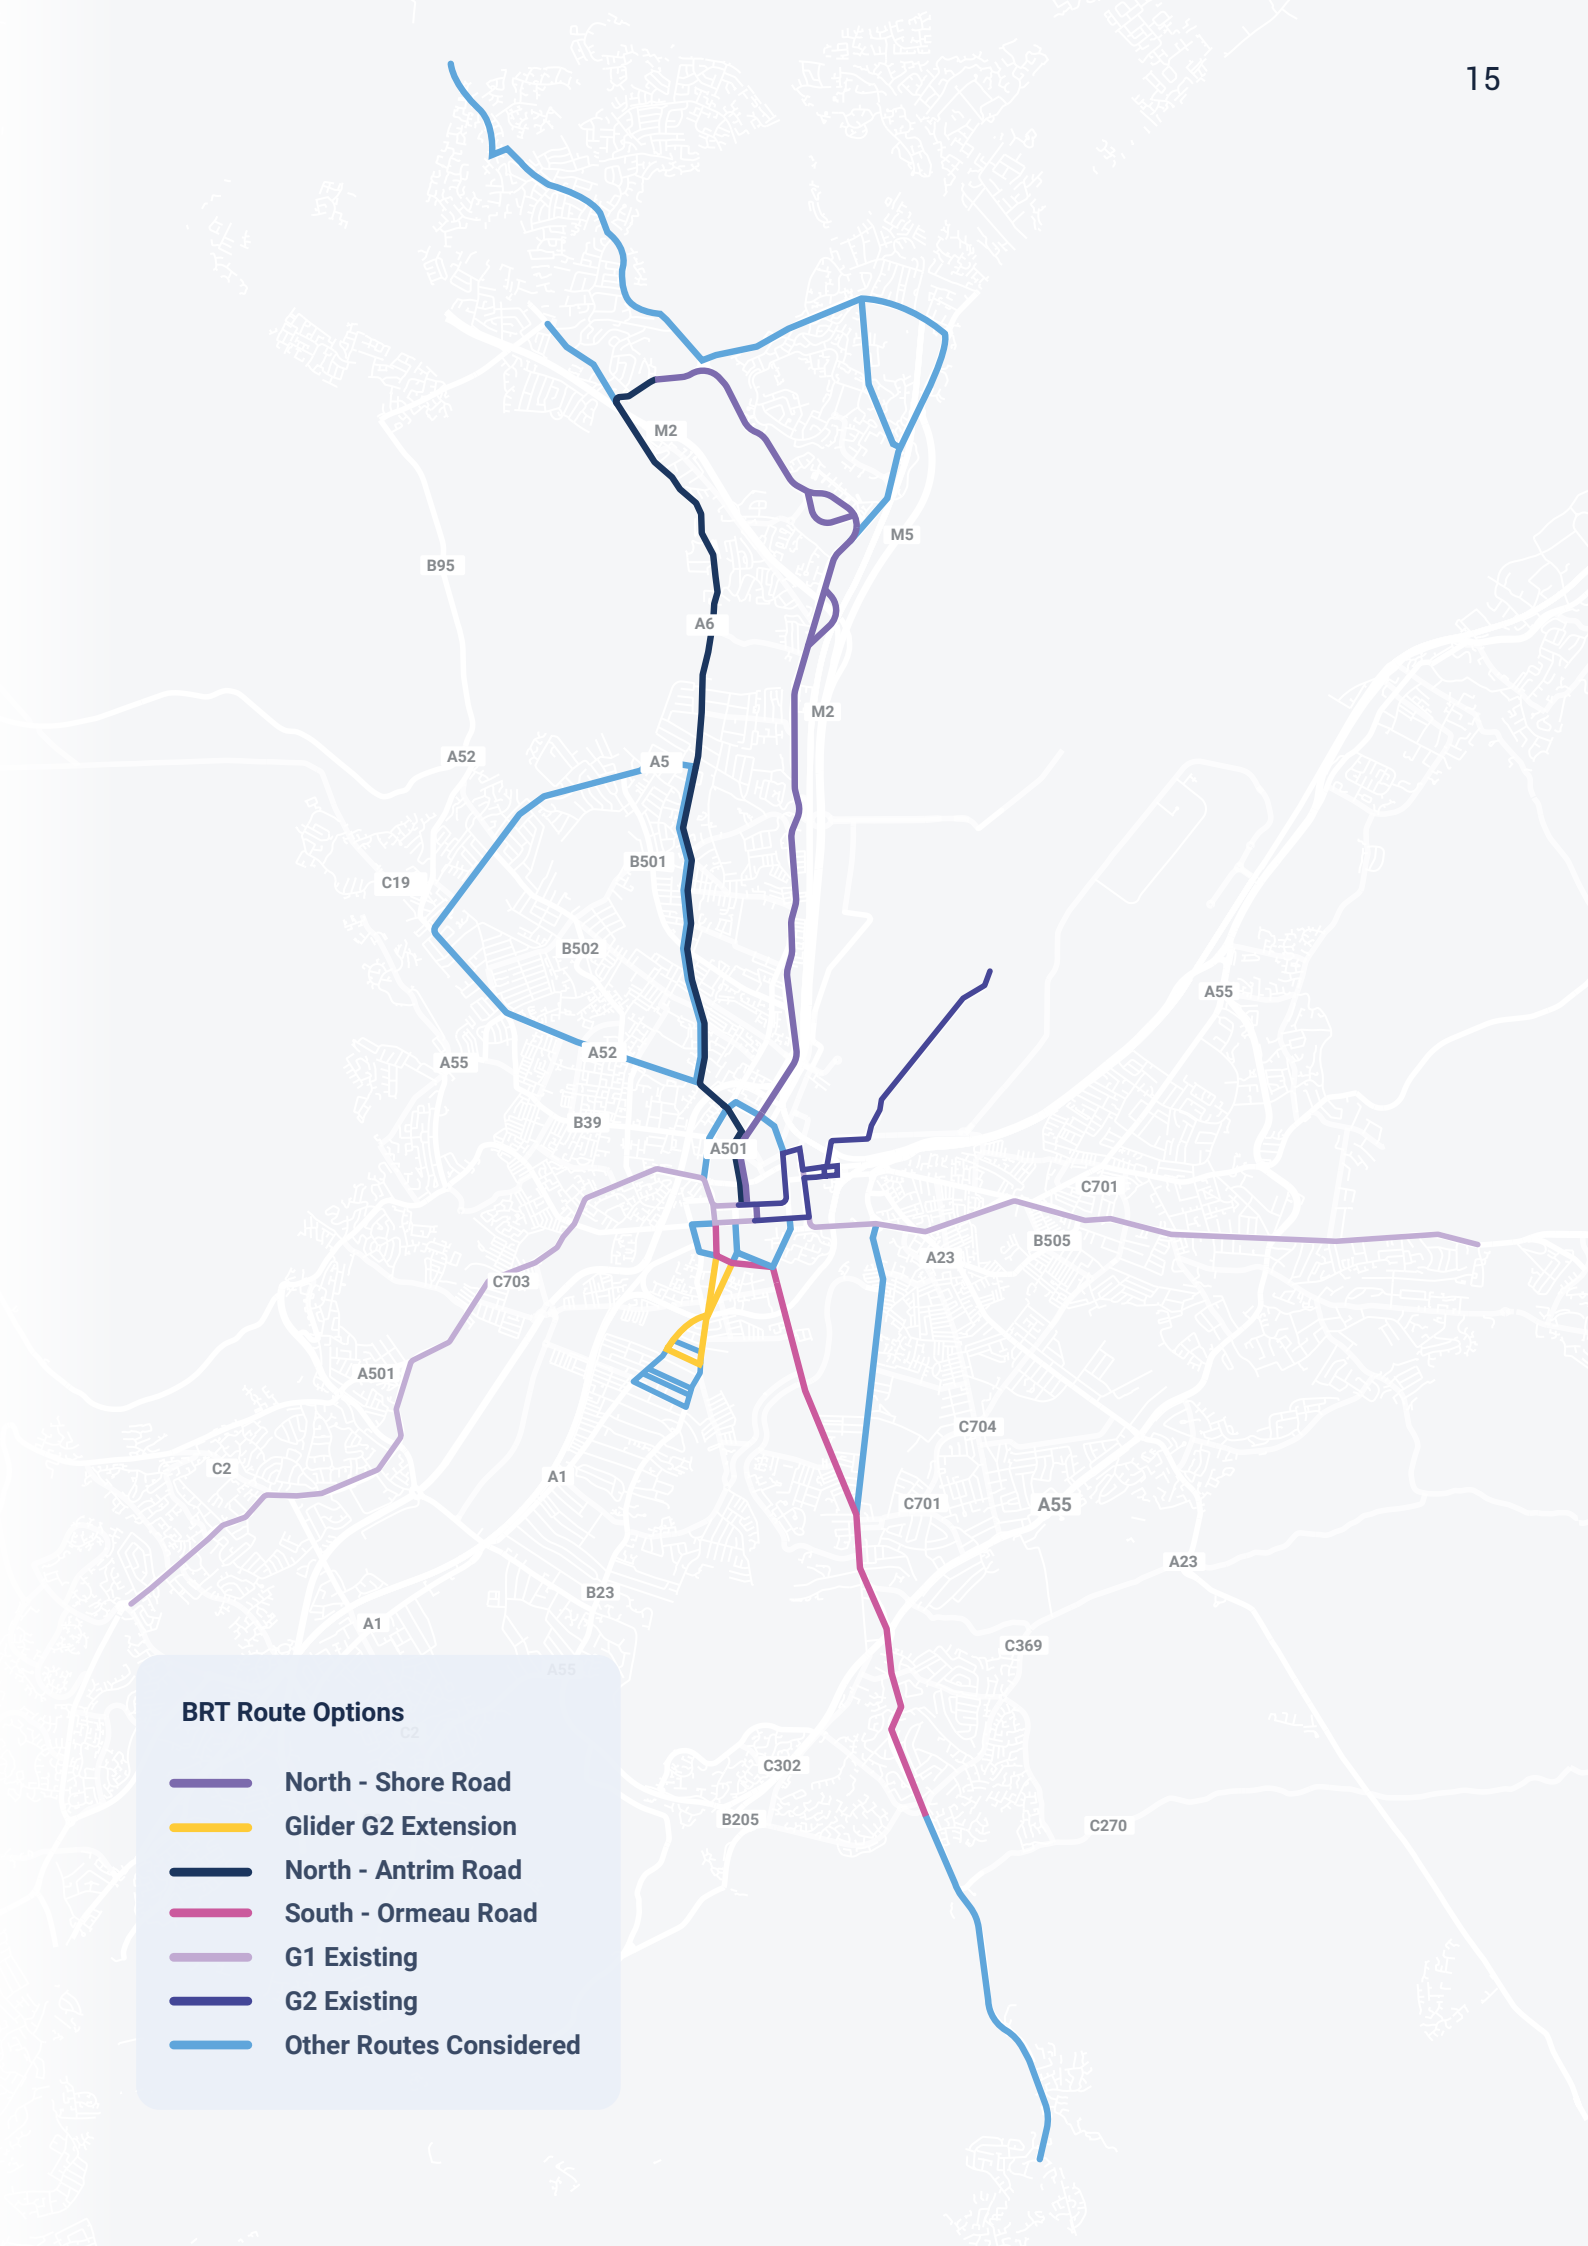 15
M2
M5
B95
A6
M2
A52
A5
B501
C19
B502
A55
A52
A55
B39
A501
C701
B505
A23
C703
A501
C704
C2
A1
C701
A55
A23
B23
A1
C369
A55
C2
C302
B205
C270
BRT Route Options
North - Shore Road
Glider G2 Extension
North - Antrim Road
South - Ormeau Road
G1 Existing
G2 Existing
Other Routes Considered